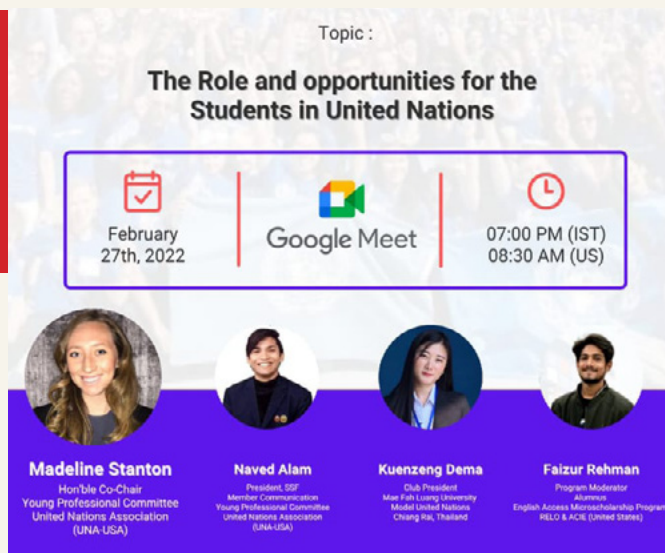 Topic :
The Role and opportunities for the
Students in United Nations
February
27th, 2022
Google Meet
07:00 PM (IST)
08:30 AM (US)
Madeline Stanton
Hon'ble Co-Chair
Young Professional Committee
United Nations Association
(UNA-USA)
Naved Alam
President, SSF
Member Communication
Young Professional Committee
United Nations Association
(UNA-USA)
Kuenzeng Dema
Club President
Mae Fah Luang University
Model United Nations
Chiang Rai, Thailand
Faizur Rehman
Program Moderator
Alumnus
English Access Microscholarship Program
RELO & ACIE (United States)